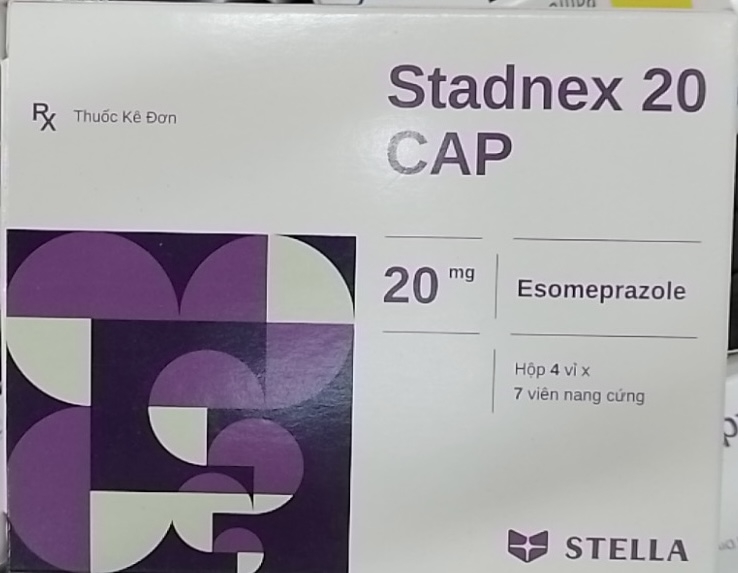 Stadnex 20
CAP
Rx Thuốc Kê Đơn
20 mg
Esomeprazole
Hộp 4 vỉ x
7 viên nang cứng
STELLA